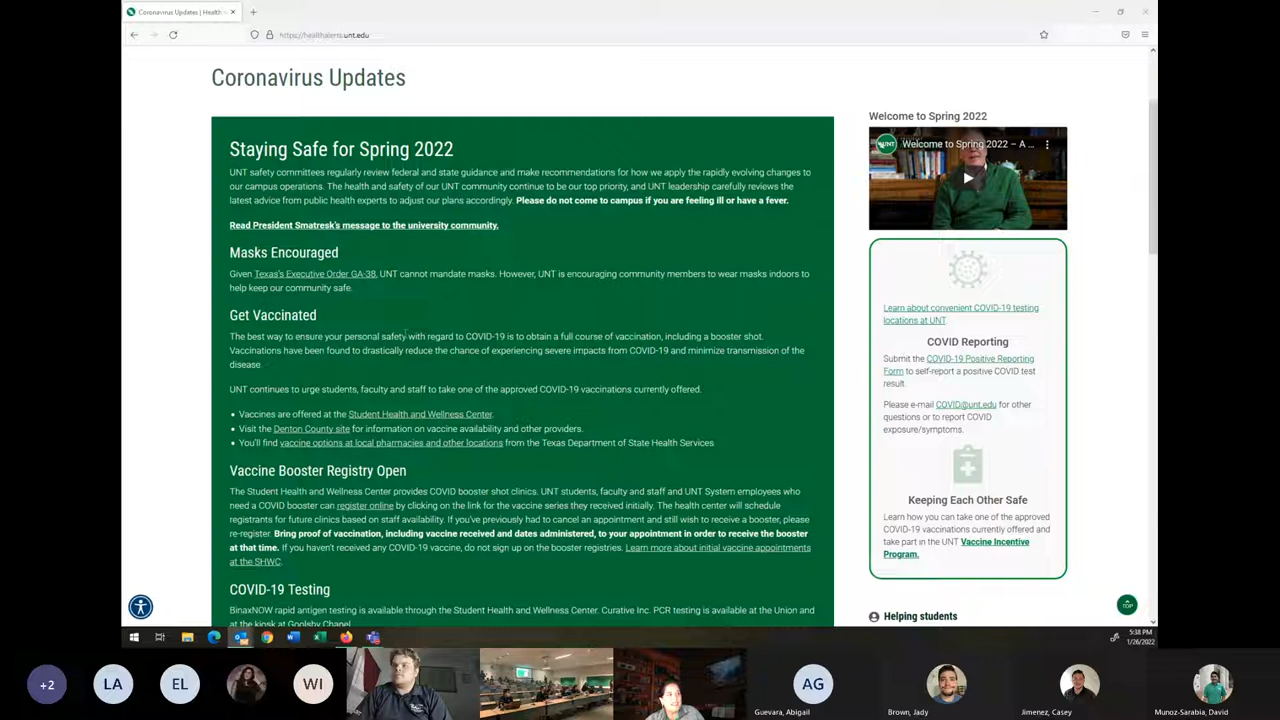 Coronavirus Updates | Health
https://healthalerts.unt.edu
Coronavirus Updates
Staying Safe for Spring 2022
UNT safety committees regularly review federal and state guidance and make recommendations for how we apply the rapidly evolving changes to
our campus operations. The health and safety of our UNT community continue to be our top priority, and UNT leadership carefully reviews the
latest advice from public health experts to adjust our plans accordingly. Please do not come to campus if you are feeling ill or have a fever.
Read President Smatresk's message to the university community.
Masks Encouraged
Given Texas's Executive Order GA-38, UNT cannot mandate masks. However, UNT is encouraging community members to wear masks indoors to
help keep our community safe.
Get Vaccinated
The best way to ensure your personal safety with regard to COVID-19 is to obtain a full course of vaccination, including a booster shot.
Vaccinations have been found to drastically reduce the chance of experiencing severe impacts from COVID-19 and minimize transmission of the
disease.
UNT continues to urge students, faculty and staff to take one of the approved COVID-19 vaccinations currently offered.
• Vaccines are offered at the Student Health and Wellness Center.
• Visit the Denton County site for information on vaccine availability and other providers.
• You'll find vaccine options at local pharmacies and other locations from the Texas Department of State Health Services.
Vaccine Booster Registry Open
The Student Health and Wellness Center provides COVID booster shot clinics. UNT students, faculty and staff and UNT System employees who
need a COVID booster can register online by clicking on the link for the vaccine series they received initially. The health center will schedule
registrants for future clinics based on staff availability. If you've previously had to cancel an appointment and still wish to receive a booster, please
re-register. Bring proof of vaccination, including vaccine received and dates administered, to your appointment in order to receive the booster
at that time. If you haven't received any COVID-19 vaccine, do not sign up on the booster registries. Learn more about initial vaccine appointments
at the SHWC.
COVID-19 Testing
BinaxNOW rapid antigen testing is available through the Student Health and Wellness Center. Curative Inc. PCR testing is available at the Union and
at the kiosk at Goolsby Chapel.
Welcome to Spring 2022
UNT Welcome to Spring 2022 – A ...
Learn about convenient COVID-19 testing
locations at UNT.
COVID Reporting
Submit the COVID-19 Positive Reporting
Form to self-report a positive COVID test
result.
Please e-mail COVID@unt.edu for other
questions or to report COVID
exposure/symptoms.
Keeping Each Other Safe
Learn how you can take one of the approved
COVID-19 vaccinations currently offered and
take part in the UNT Vaccine Incentive
Program.
TOP
Helping students
5:38 PM
1/26/2022
+2
LA
EL
WI
AG
Guevara, Abigail
Brown, Jady
Jimenez, Casey
Munoz-Sarabia, David